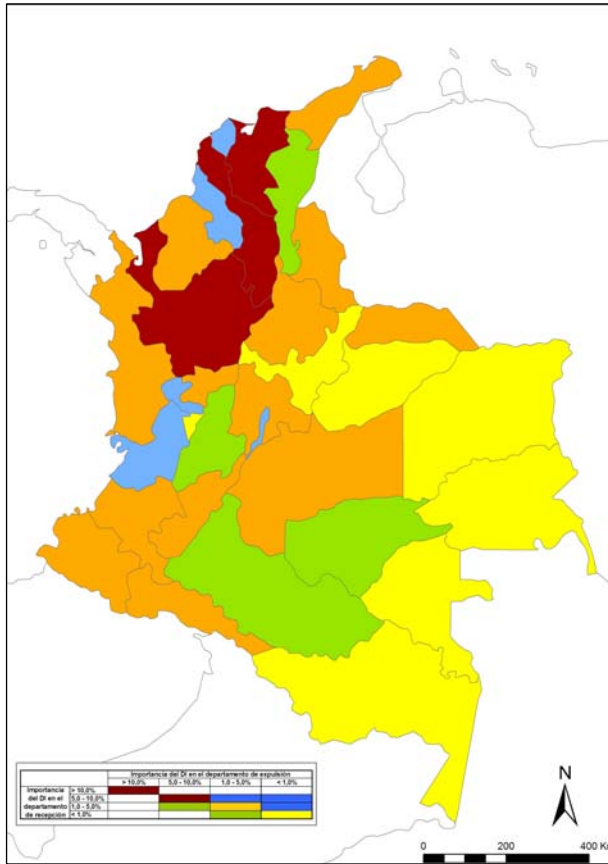 Importancia del DI en el departamento de expulsión
> 10,0% 5,0 - 10,0% 1,0 - 5,0% < 1,0%
Importancia > 10,0%
del DI en el 5,0 - 10,0%
departamento 1,0 - 5,0%
de recepción < 1,0%
N
0 200 400 K